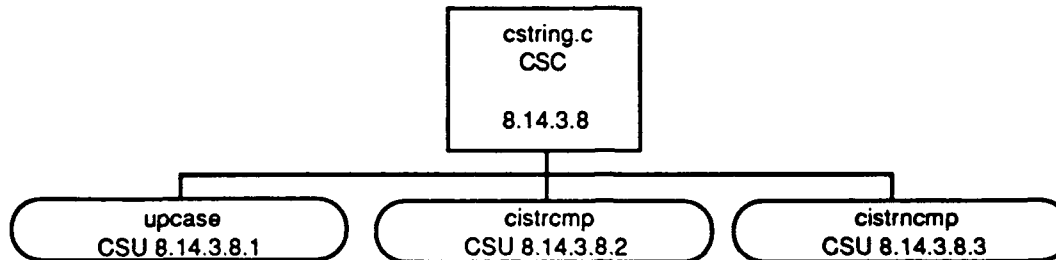 cstring.c
CSC
8.14.3.8
upcase
CSU 8.14.3.8.1
cistrcmp
CSU 8.14.3.8.2
cistrncmp
CSU 8.14.3.8.3